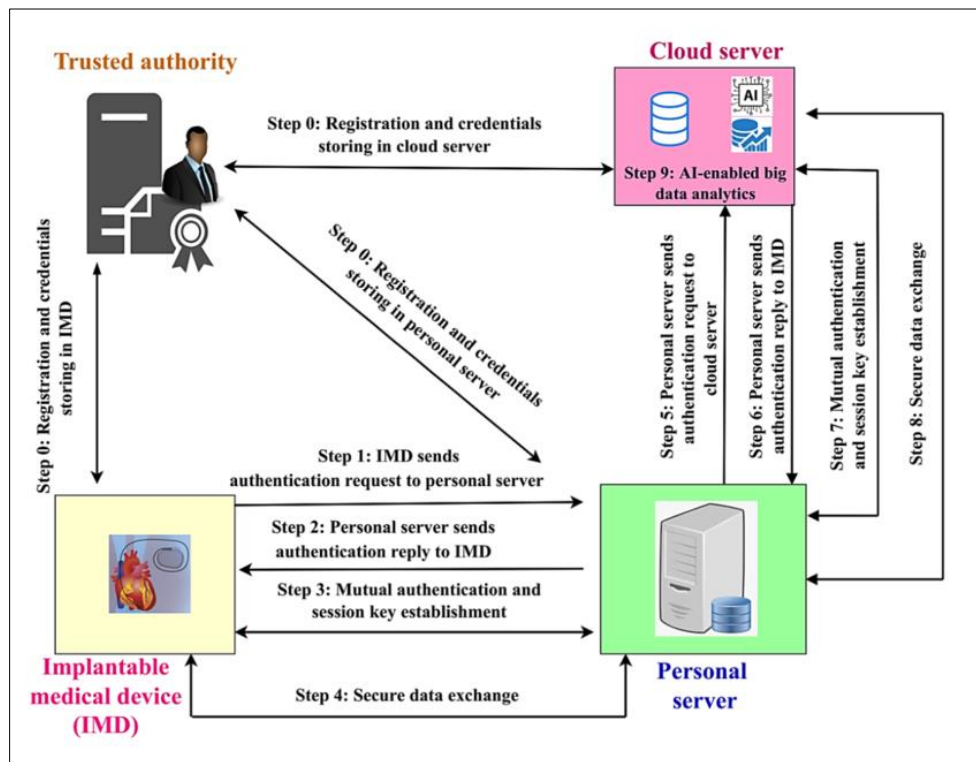 Trusted authority
Cloud server
AI
Step 0: Registration and credentials
storing in cloud server
Step 9: AI-enabled big
data analytics
Step 0: Registration and credentials
storing in IMD
Step 0: Registration and credentials
storing in personal server
Step 5: Personal server sends
authentication request to
cloud server
Step 6: Personal server sends
authentication reply to IMD
Step 7: Mutual authentication
and session key establishment
Step 8: Secure data exchange
Step 1: IMD sends
authentication request to personal server
Step 2: Personal server sends
authentication reply to IMD
Step 3: Mutual authentication and
session key establishment
Implantable
medical device
(IMD)
Step 4: Secure data exchange
Personal
server